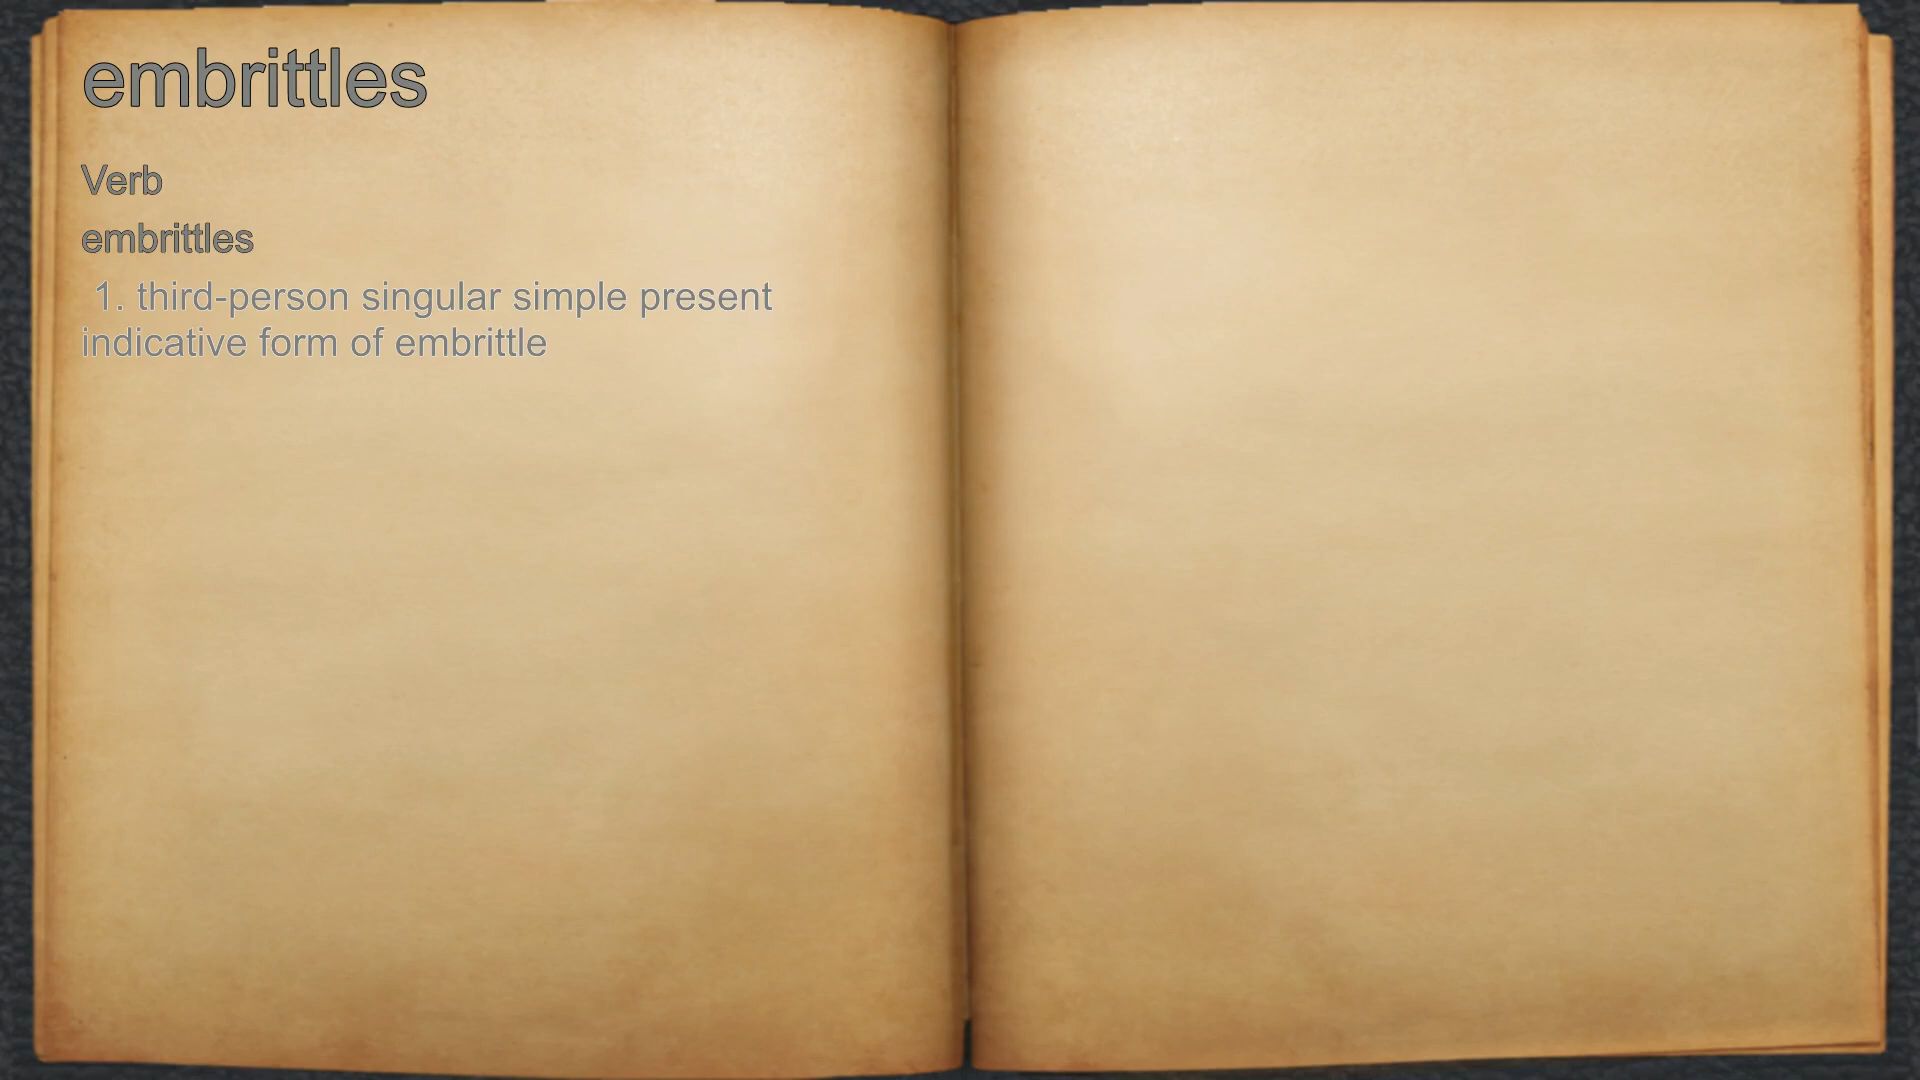 embrittles
Verb
embrittles
1. third-person singular simple present
indicative form of embrittle